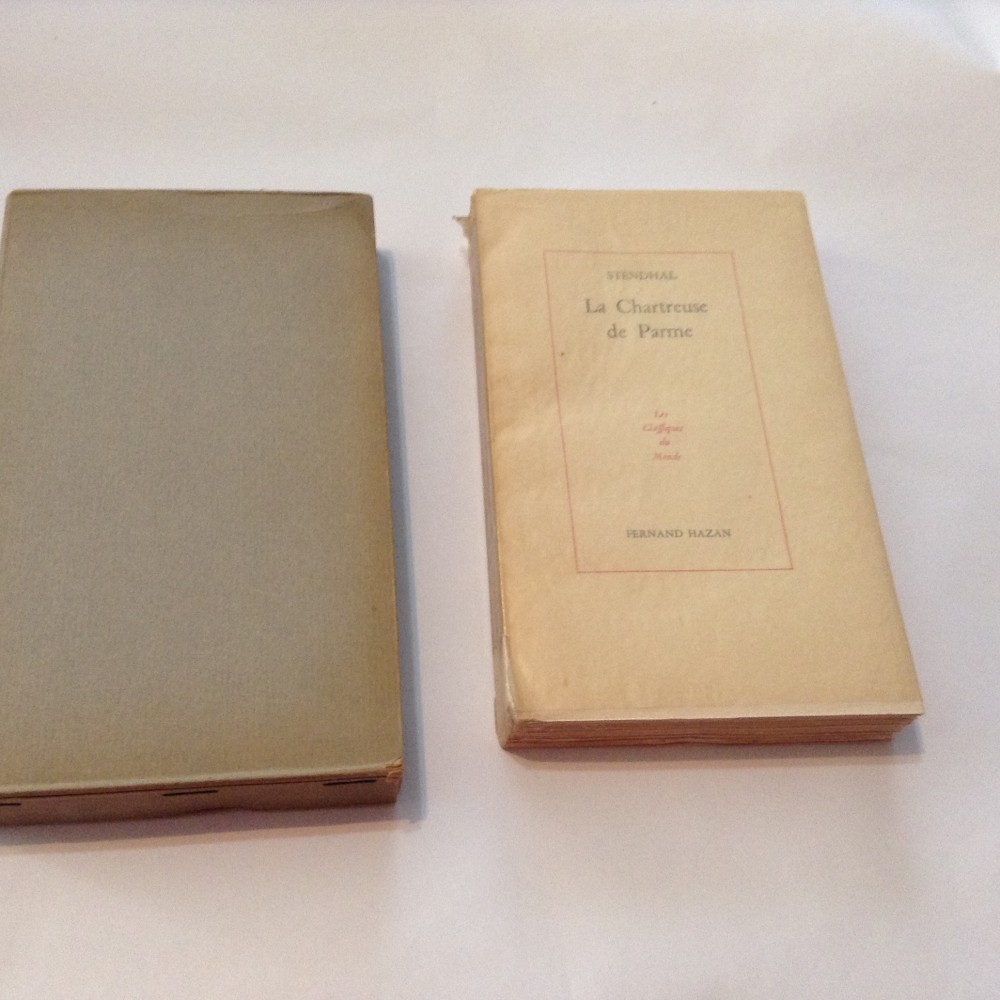 STENDHAL
La Chartreuse
de Parme
Les
Classiques
du
Monde
FERNAND HAZAN